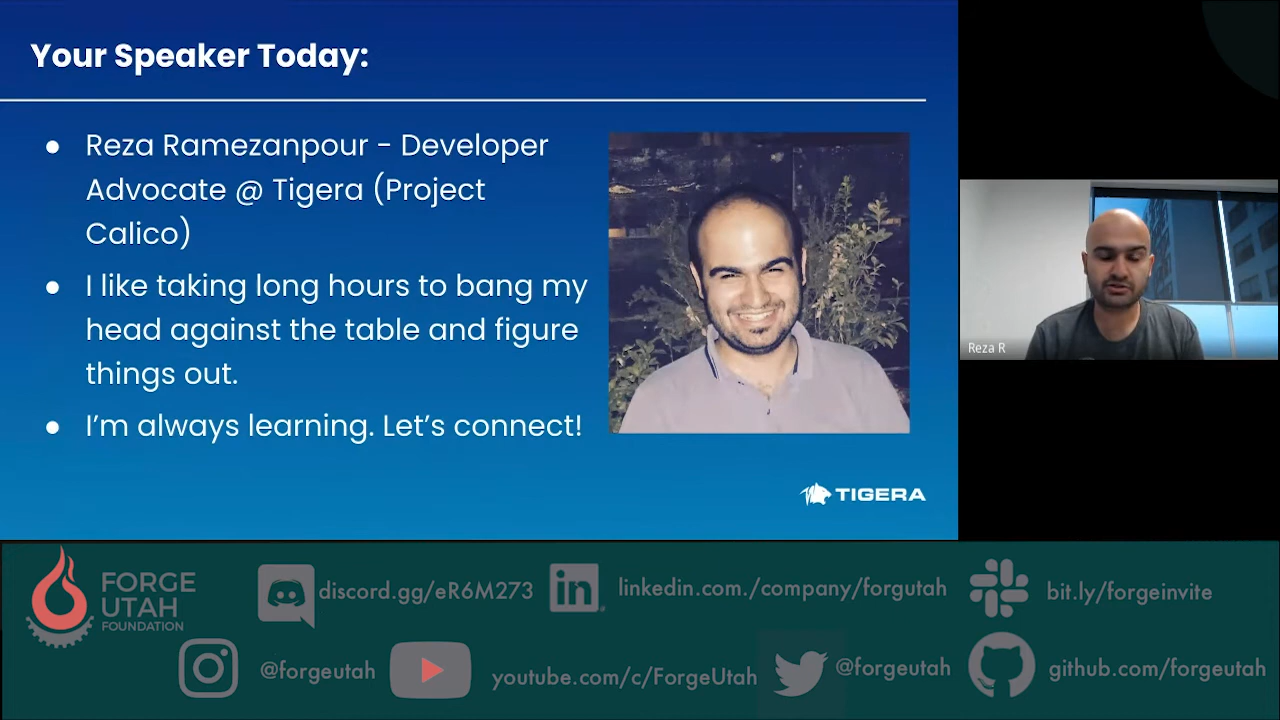 Your Speaker Today:
● Reza Ramezanpour - Developer
Advocate @ Tigera (Project
Calico)
● I like taking long hours to bang my
head against the table and figure
things out.
● I'm always learning. Let's connect!
TIGERA
Reza R
FORGE
UTAH
FOUNDATION
discord.gg/eR6M273
in
linkedin.com./company/forgutah
bit.ly/forgeinvite
@forgeutah
youtube.com/c/ForgeUtah
@forgeutah
github.com/forgeutah